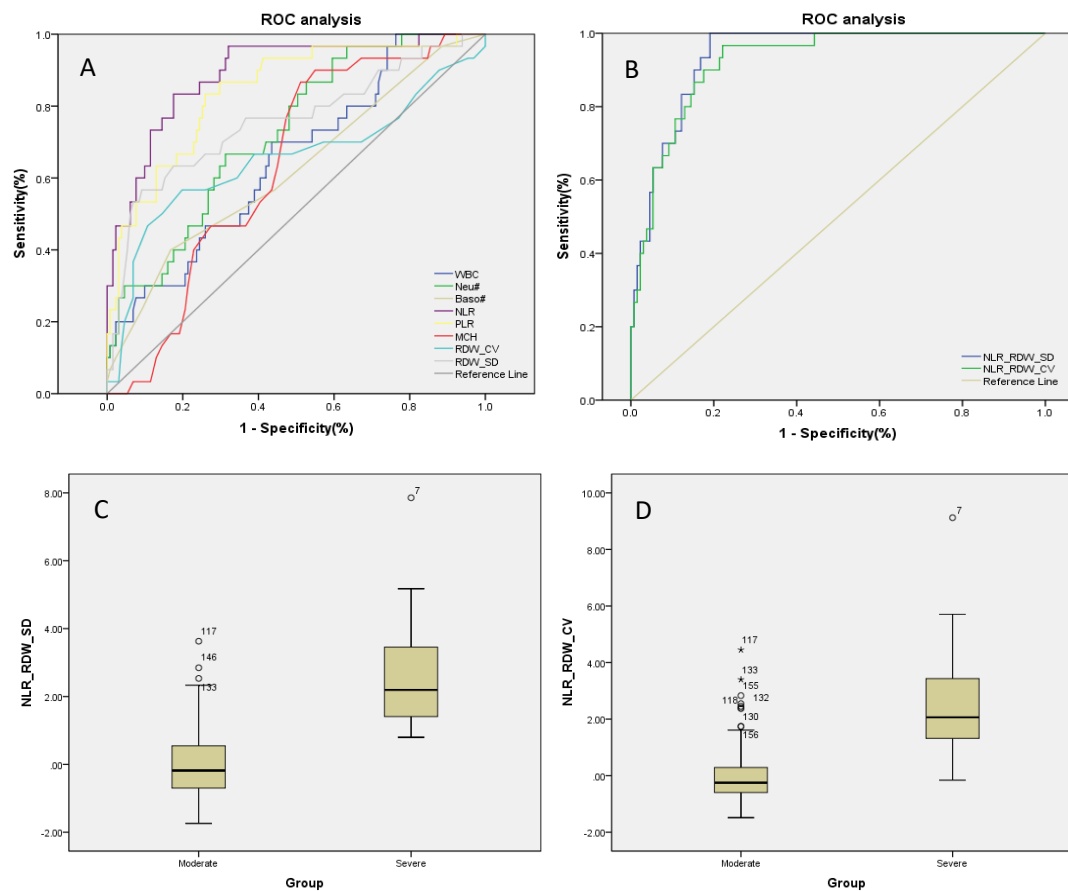 ROC analysis
A
1.0
0.8
0.6
0.4
0.2
0.0
Sensitivity(%)
WBC
Neu#
Baso#
NLR
PLR
MCH
RDW_CV
RDW_SD
Reference Line
0.0 0.2 0.4 0.6 0.8 1.0
1 - Specificity(%)
ROC analysis
B
1.0
0.8
0.6
0.4
0.2
0.0
Sensitivity(%)
NLR_RDW_SD
NLR_RDW_CV
Reference Line
0.0 0.2 0.4 0.6 0.8 1.0
1 - Specificity(%)
C
8.00
6.00
4.00
2.00
.00
-2.00
NLR_RDW_SD
7
117
146
133
Moderate Severe
Group
D
10.00
8.00
6.00
4.00
2.00
.00
-2.00
NLR_RDW_CV
7
117
133
155
118 132
130
156
Moderate Severe
Group